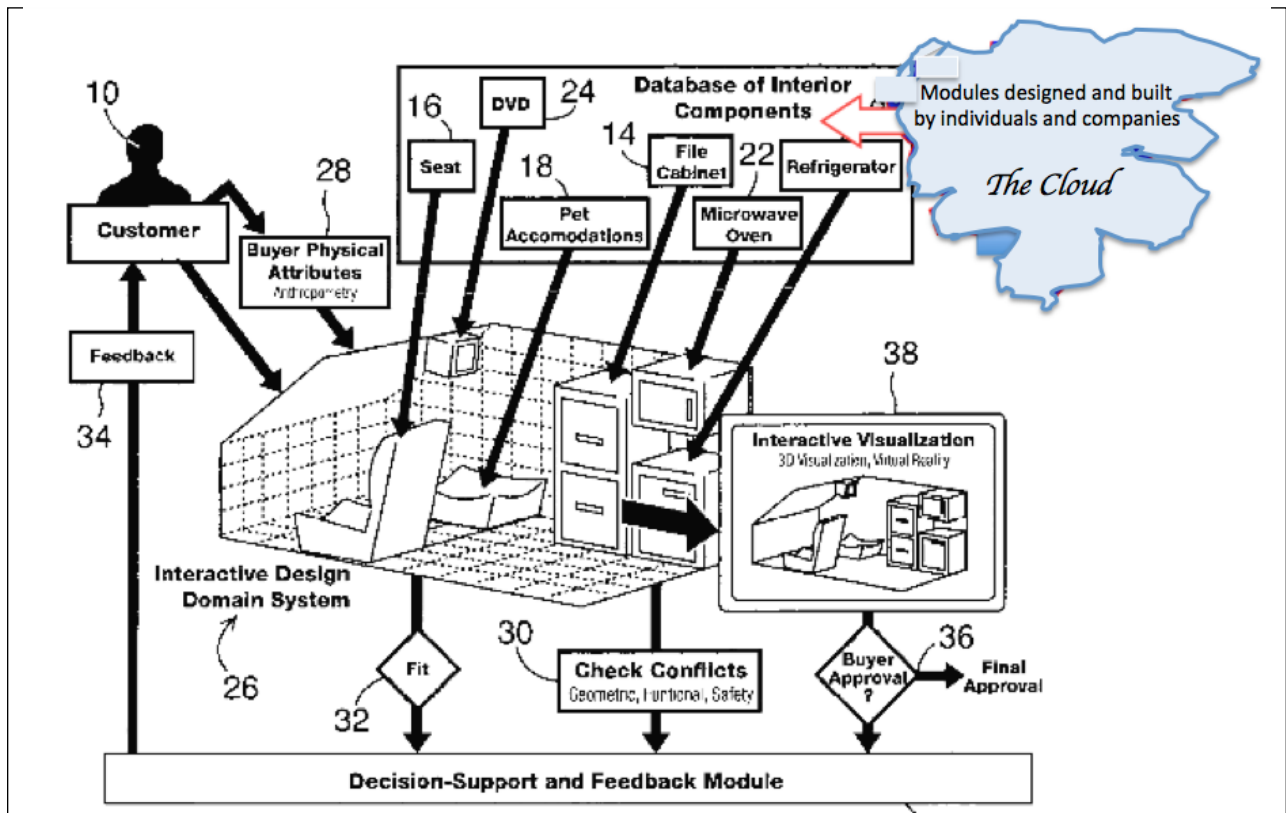 10
Customer
28
Buyer Physical
Attributes
Anthropometry
Feedback
34
16
Seat
DVD
24
18
Pet
Accomodations
Database of Interior
Components
14
File
Cabinet
22
Microwave
Oven
Refrigerator
Modules designed and built
by individuals and companies
The Cloud
38
Interactive Visualization
3D Visualization, Virtual Reality
Interactive Design
Domain System
26
Fit
32
30
Check Conflicts
Geometric, Funtional, Safety
Buyer
Approval
?
36
Final
Approval
Decision-Support and Feedback Module